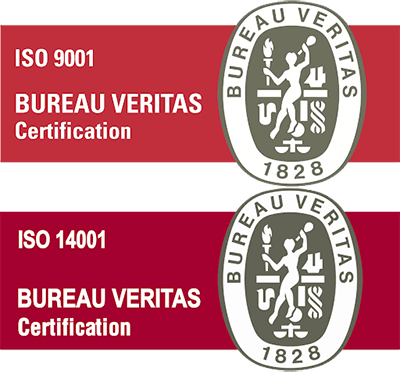 ISO 9001
BUREAU VERITAS
Certification
BUREAU VERITAS
1828
ISO 14001
BUREAU VERITAS
Certification
BUREAU VERITAS
1828